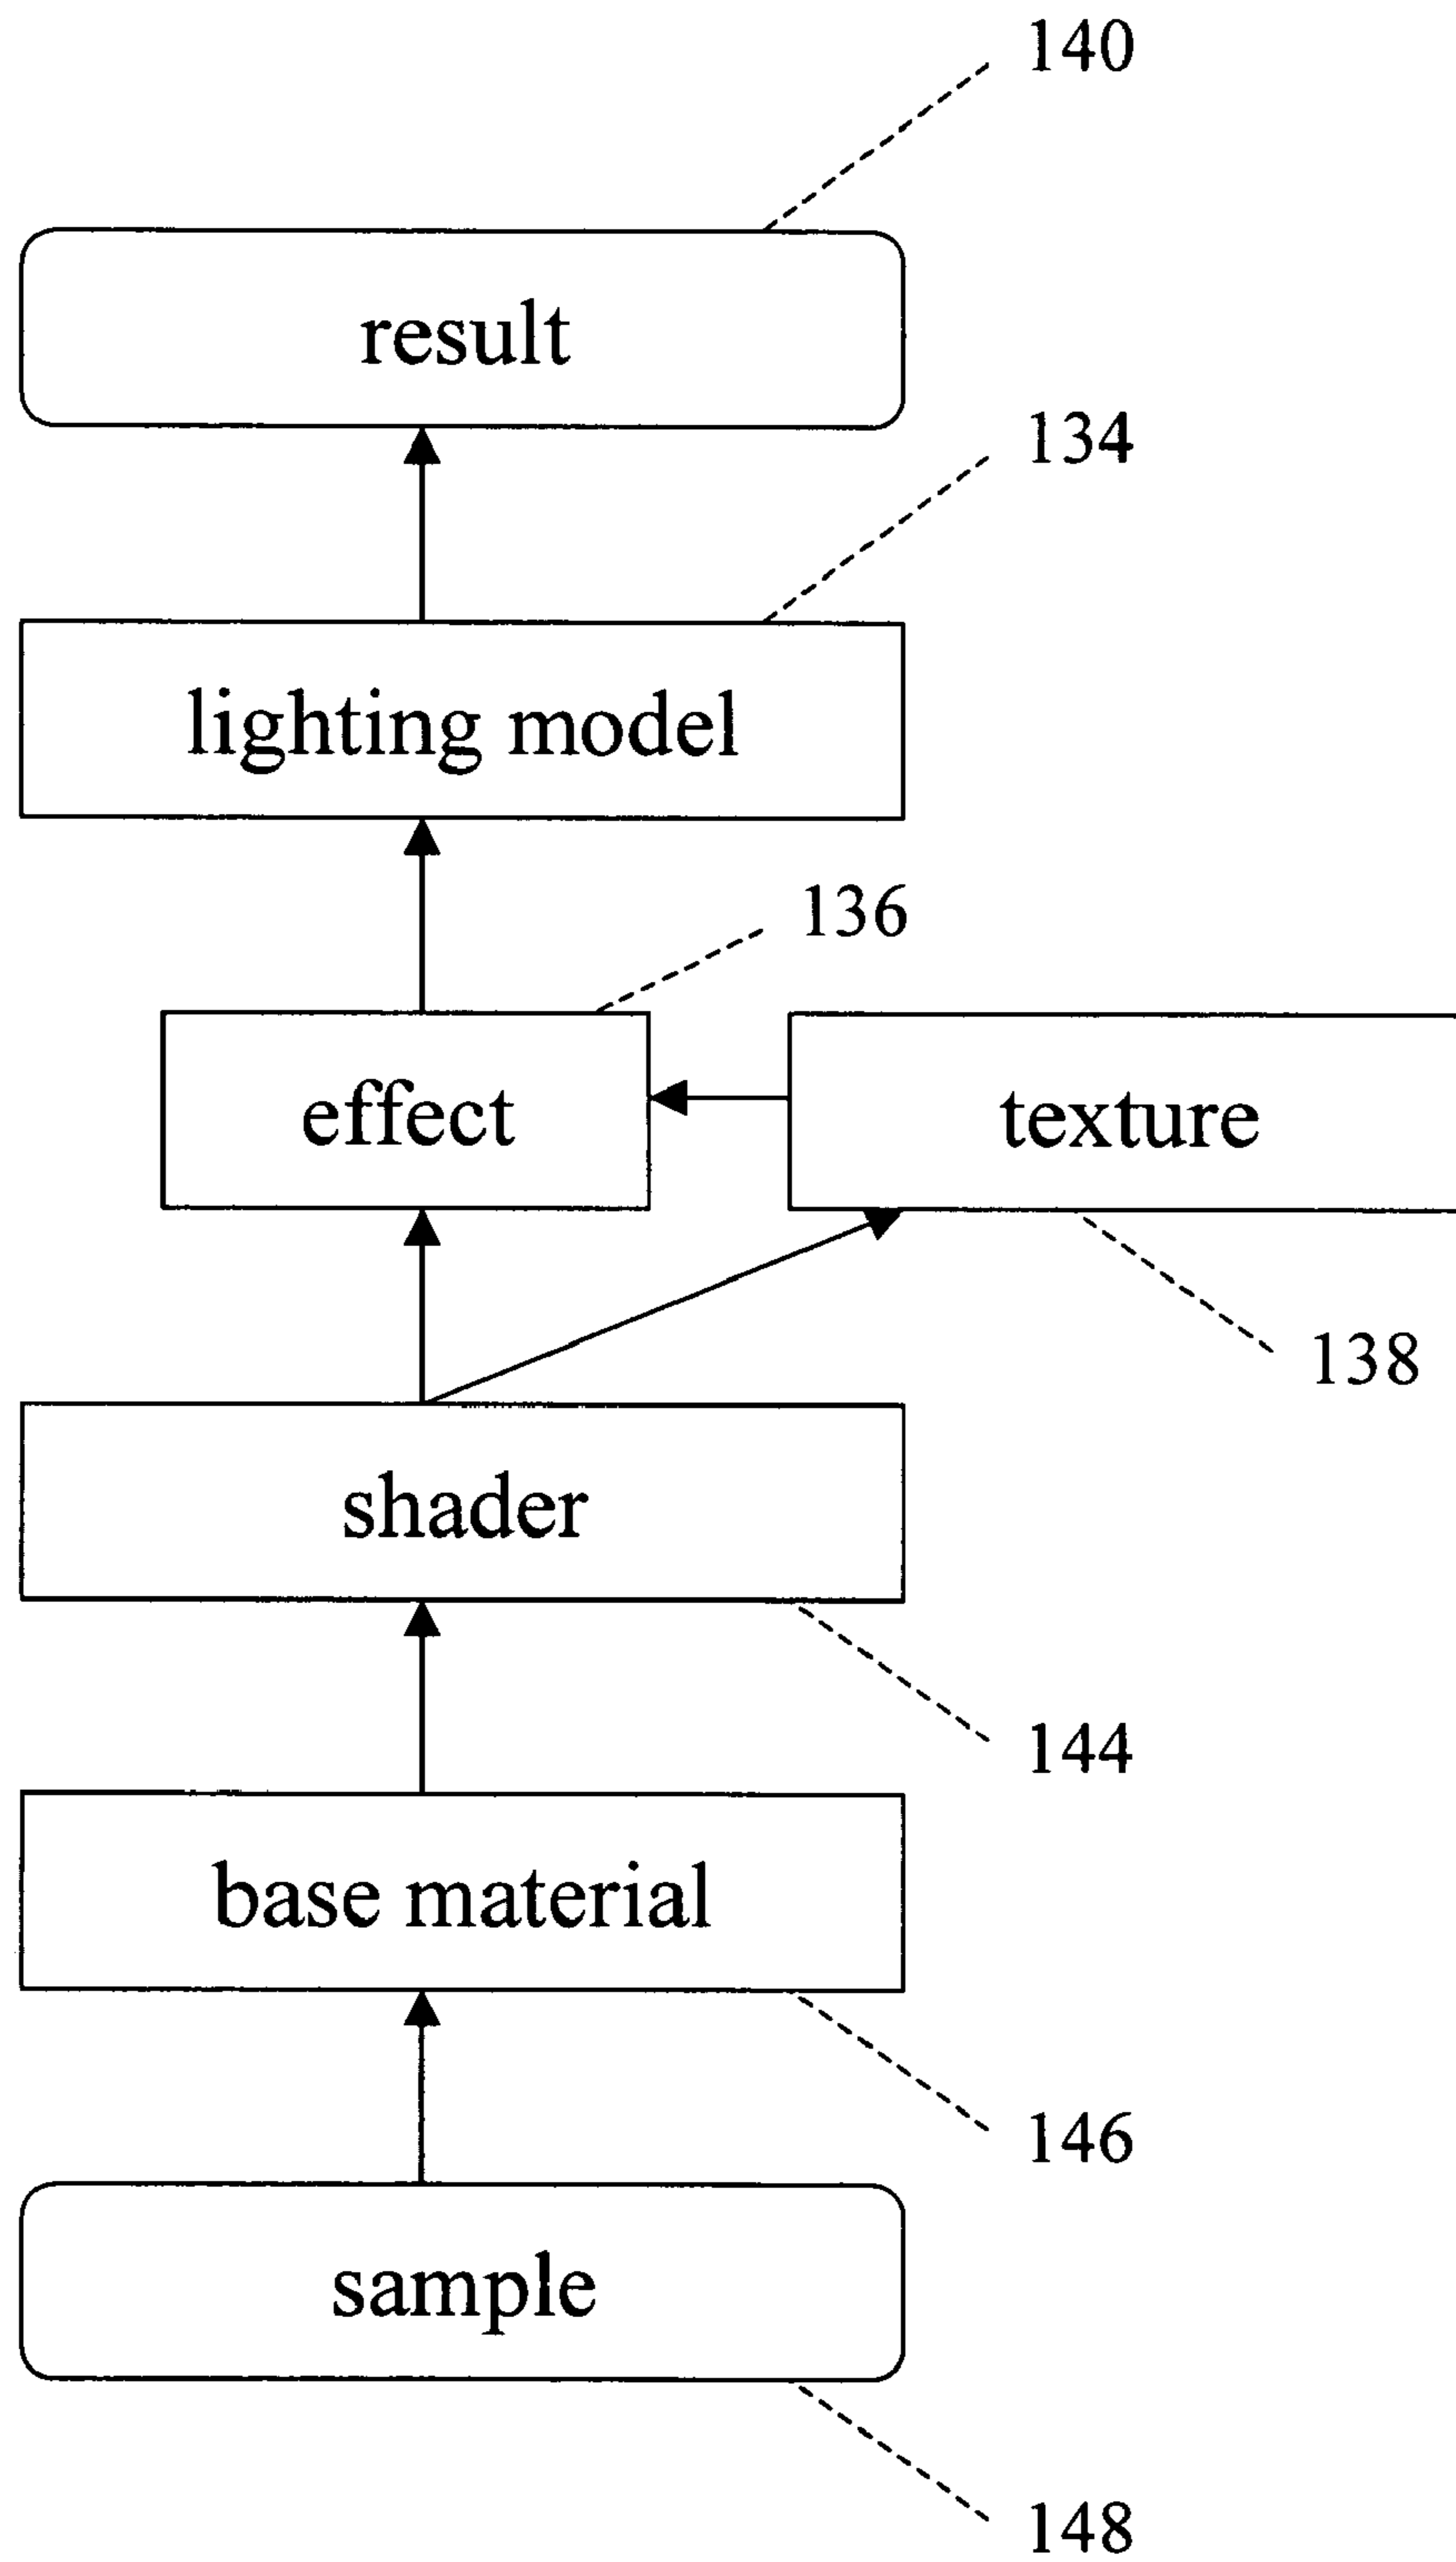 140
result
134
lighting model
136
effect
texture
138
shader
144
base material
146
sample
148